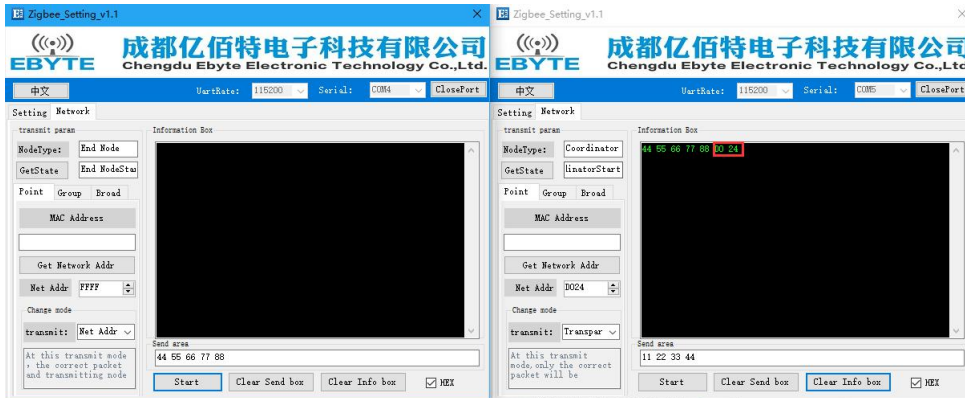 Zigbee_Setting_v1.1
EBYTE
成都亿佰特电子科技有限公司
Chengdu Ebyte Electronic Technology Co.,Ltd.
中文
UartRate: 115200 Serial: COM4 ClosePort
Setting Network
transmit param
NodeType: End Node
GetState End NodeStas
Point Group Broad
MAC Address
Get Network Addr
Net Addr FFFF
Change mode
transmit: Net Addr
At this transmit mode
, the correct packet
and transmitting node
Information Box
Send area
44 55 66 77 88
Start Clear Send box Clear Info box HEX
Zigbee_Setting_v1.1
EBYTE
成都亿佰特电子科技有限公司
Chengdu Ebyte Electronic Technology Co.,Ltd
中文
UartRate: 115200 Serial: COM5 ClosePort
Setting Network
transmit param
NodeType: Coordinator
GetState linatorStart
Point Group Broad
MAC Address
Get Network Addr
Net Addr D024
Change mode
transmit: Transpar
At this transmit
mode,only the correct
packet will be
Information Box
44 55 66 77 88 D0 24
Send area
11 22 33 44
Start Clear Send box Clear Info box HEX